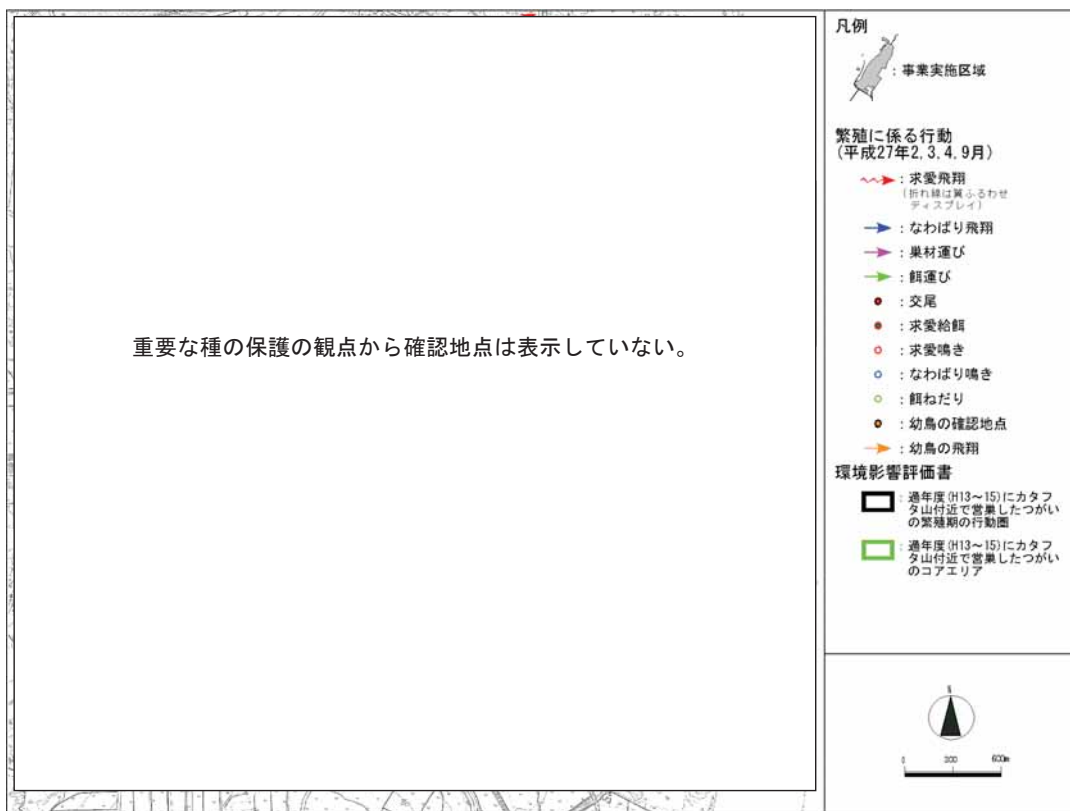 重要な種の保護の観点から確認地点は表示していない。
凡例
：事業実施区域
繁殖に係る行動
(平成27年2,3,4,9月)
：求愛飛翔
(折れ線は翼ふるわせ
ディスプレイ)
：なわばり飛翔
：巣材運び
：餌運び
：交尾
：求愛給餌
：求愛鳴き
：なわばり鳴き
：餌ねだり
：幼鳥の確認地点
：幼鳥の飛翔
環境影響評価書
：過年度(H13～15)にカタフ
タ山付近で営巣したつがい
の繁殖期の行動圏
：過年度(H13～15)にカタフ
タ山付近で営巣したつがい
のコアエリア
N
0 300 600m